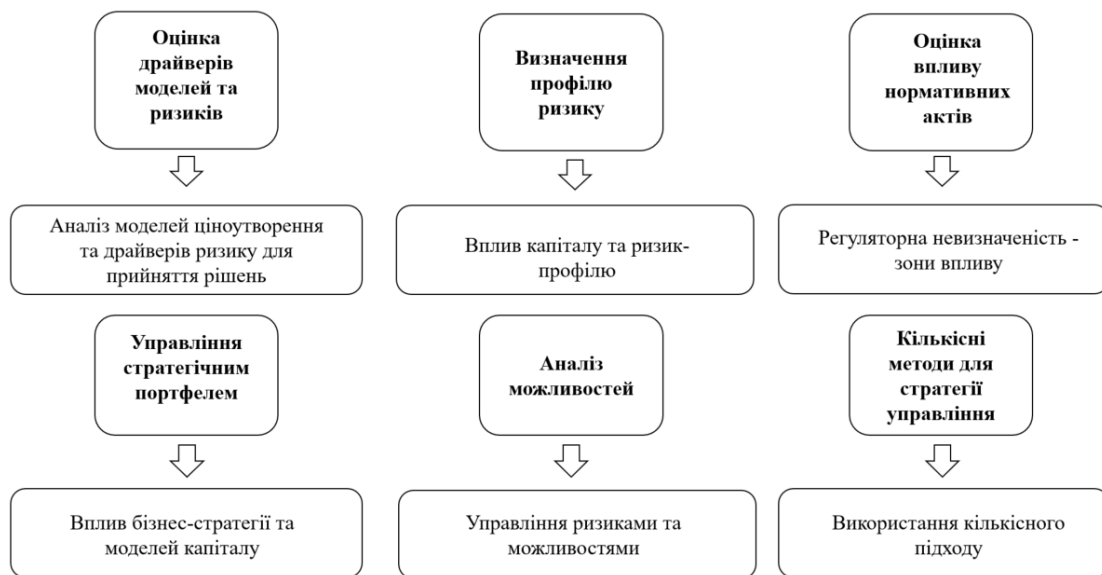 Оцінка
драйверів
моделей та
ризиків
Визначення
профілю
ризику
Оцінка
впливу
нормативних
актів
Аналіз моделей ціноутворення
та драйверів ризику для
прийняття рішень
Вплив капіталу та ризик-
профілю
Регуляторна невизначеність -
зони впливу
Управління
стратегічним
портфелем
Аналіз
можливостей
Кількісні
методи для
стратегії
управління
Вплив бізнес-стратегії та
моделей капіталу
Управління ризиками та
можливостями
Використання кількісного
підходу